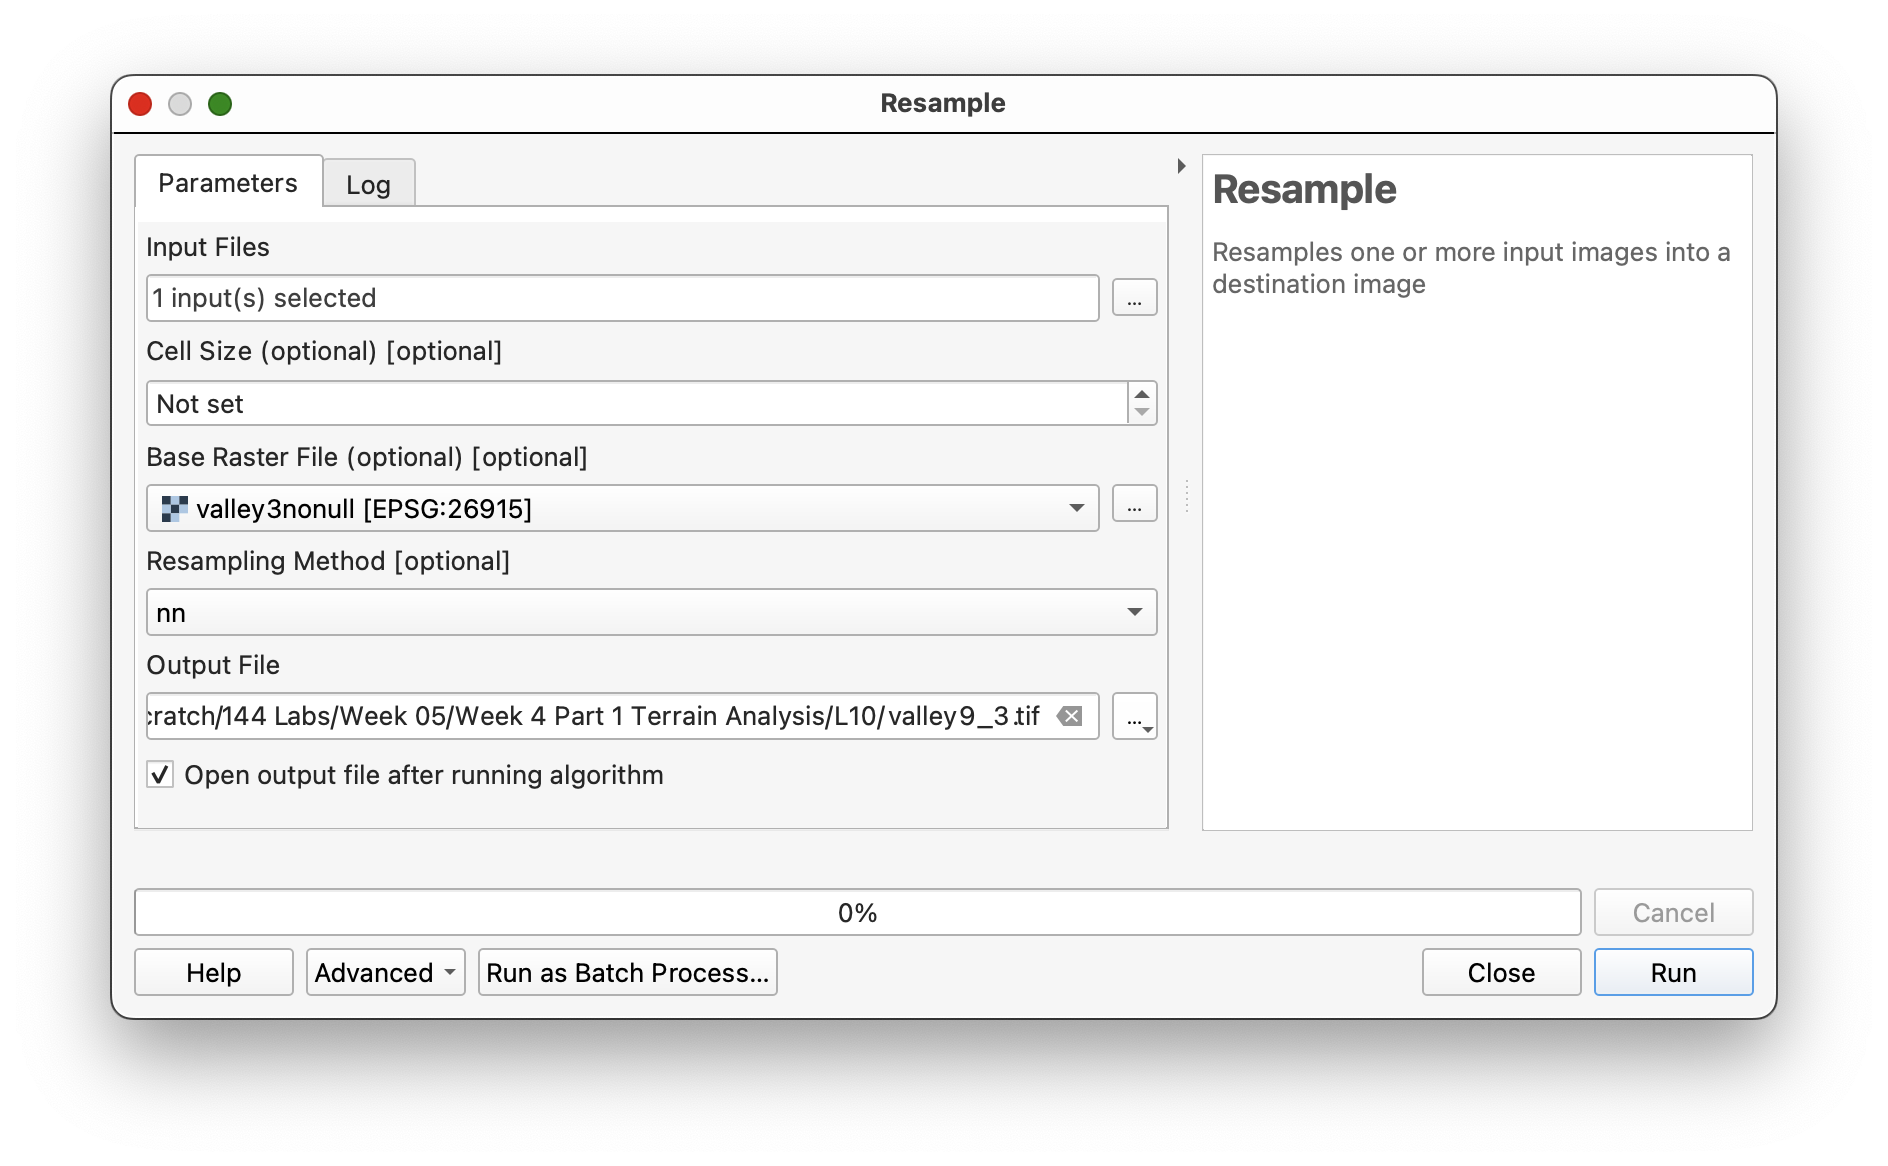 Resample
Parameters
Log
Input Files
1 input(s) selected
...
Cell Size (optional) [optional]
Not set
Base Raster File (optional) [optional]
valley3nonull [EPSG:26915]
...
Resampling Method [optional]
nn
Output File
cratch/144 Labs/Week 05/Week 4 Part 1 Terrain Analysis/L10/valley9_3.tif
...
Open output file after running algorithm
Resample
Resamples one or more input images into a
destination image
0%
Cancel
Help
Advanced
Run as Batch Process...
Close
Run